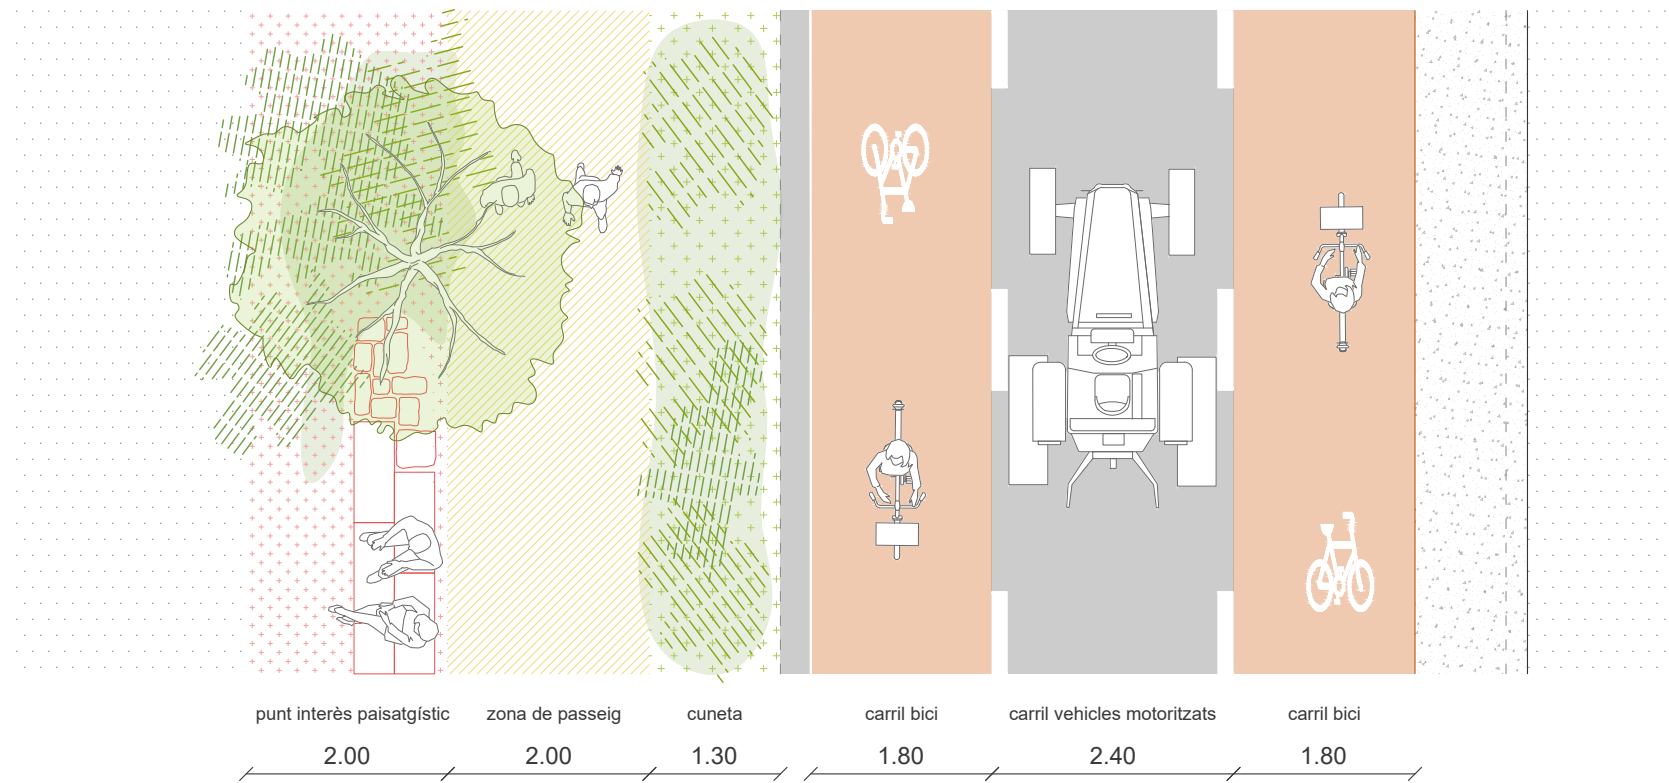 punt interès paisatgístic zona de passeig cuneta carril bici carril vehicles motoritzats carril bici
2.00 2.00 1.30 1.80 2.40 1.80